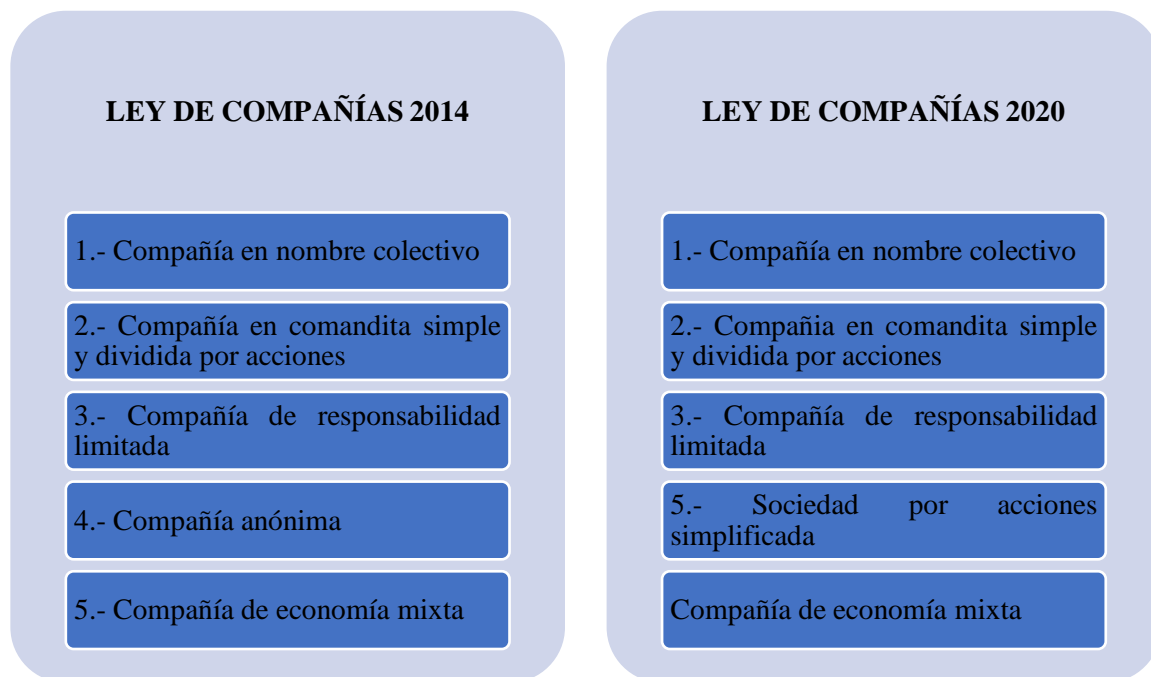 LEY DE COMPAÑÍAS 2014
1.- Compañía en nombre colectivo
2.- Compañía en comandita simple
y dividida por acciones
3.- Compañía de responsabilidad
limitada
4.- Compañía anónima
5.- Compañía de economía mixta
LEY DE COMPAÑÍAS 2020
1.- Compañía en nombre colectivo
2.- Compañia en comandita simple
y dividida por acciones
3.- Compañía de responsabilidad
limitada
5.- Sociedad por acciones
simplificada
Compañía de economía mixta